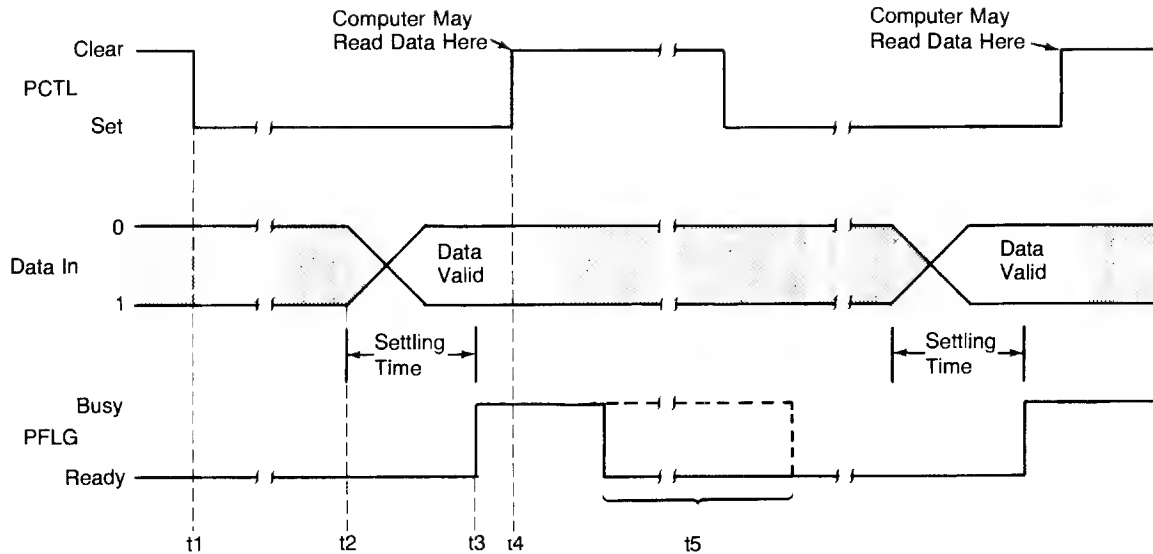 Computer May
Read Data Here
Computer May
Read Data Here
Clear
PCTL
Set
0
Data In
1
Data
Valid
Data
Valid
Settling
Time
Settling
Time
Busy
PFLG
Ready
t1
t2
t3
t4
t5